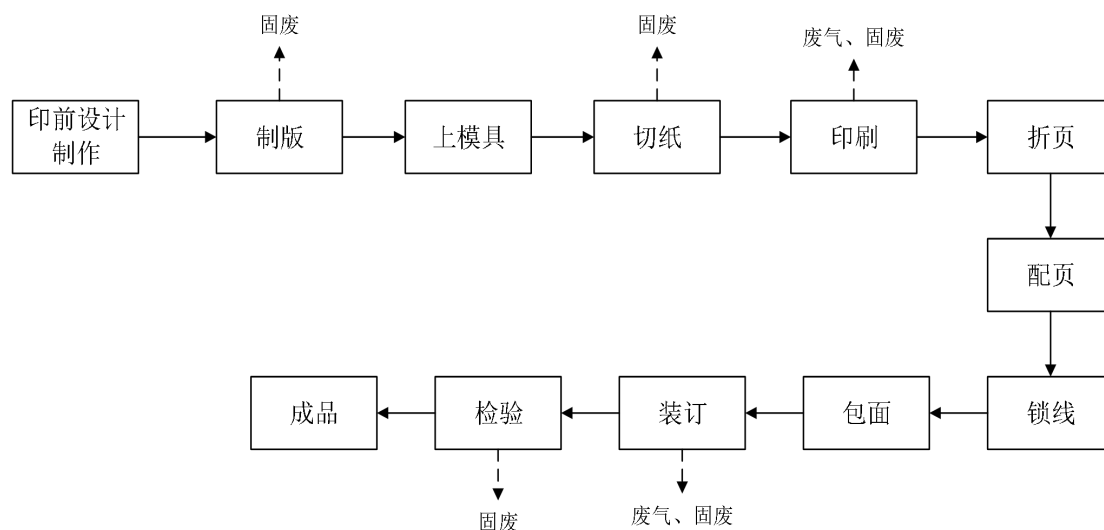 固废
固废
废气、固废
印前设计
制作
制版
上模具
切纸
印刷
折页
配页
成品
检验
装订
包面
锁线
固废
废气、固废